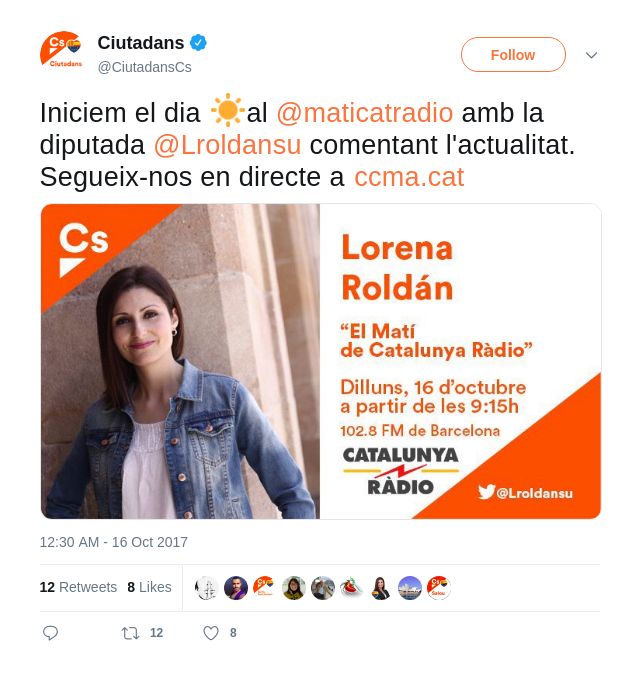 Cs
Ciutadans
Ciutadans
@CiutadansCs
Follow
Iniciem el dia ☀al @maticatradio amb la
diputada @Lroldansu comentant l'actualitat.
Segueix-nos en directe a ccma.cat
Cs
Lorena
Roldán
“El Matí
de Catalunya Ràdio”
Dilluns, 16 d’octubre
a partir de les 9:15h
102.8 FM de Barcelona
CATALUNYA
RÀDIO
@Lroldansu
12:30 AM - 16 Oct 2017
12 Retweets 8 Likes
Cs
Cs
Salou
12 8